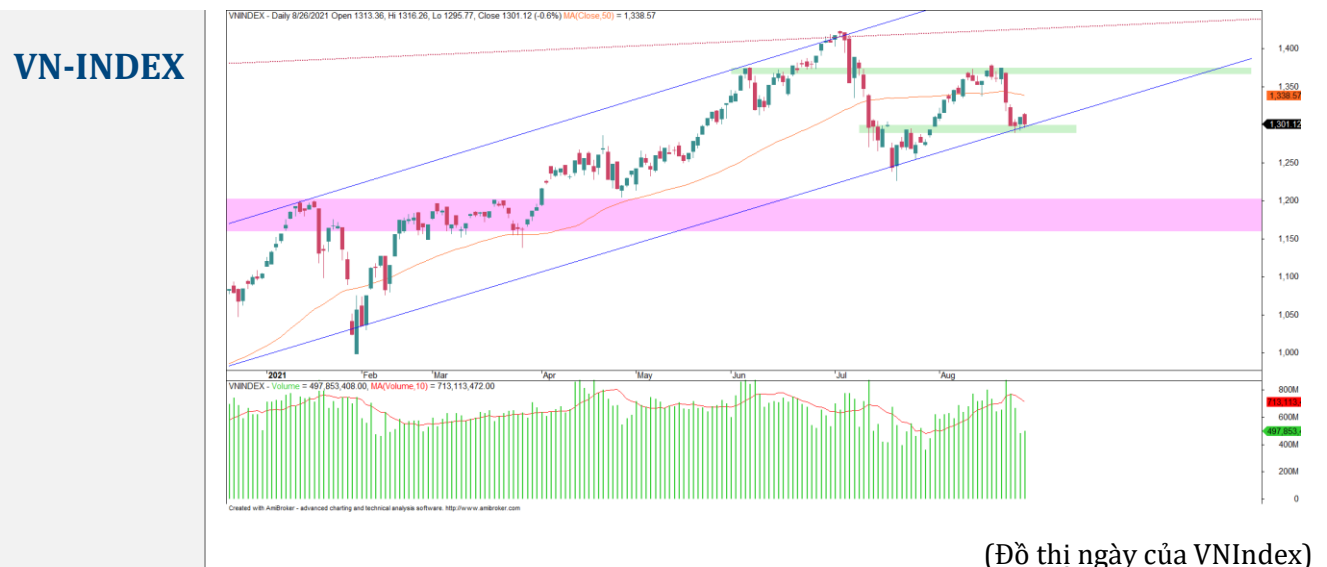 VN-INDEX
VNINDEX - Daily 8/26/2021 Open 1313.36, Hi 1316.26, Lo 1295.77, Close 1301.12 (-0.6%) MA(Close,50) = 1,338.57
1,400
1,350
1,338.57
1,301.12
1,250
1,200
1,150
1,100
1,050
1,000
2021 Feb Mar Apr May Jun Jul Aug
VNINDEX - Volume = 497,853,408.00, MA(Volume,10) = 713,113,472.00
800M
713,113,
600M
497,853,4
400M
200M
0
Created with AmiBroker - advanced charting and technical analysis software. http://www.amibroker.com
(Đồ thị ngày của VNIndex)